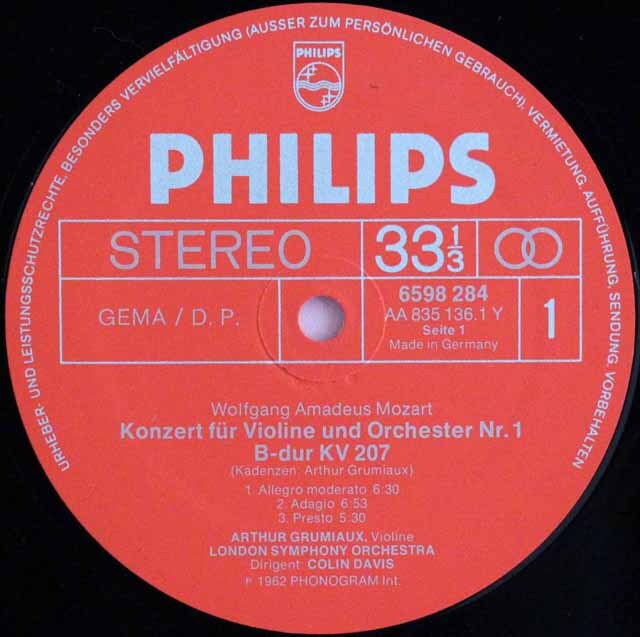 URHEBER- UND LEISTUNGSSCHUTZRECHTE, BESONDERS VERVIELFÄLTIGUNG (AUSSER ZUM PERSÖNLICHEN GEBRAUCH), VERMIETUNG, AUFFÜHRUNG, SENDUNG, VORBEHALTEN
PHILIPS
PHILIPS
STEREO
33 1/3
GEMA / D. P.
6598 284
AA 835 136.1 Y
Seite 1
Made in Germany
1
Wolfgang Amadeus Mozart
Konzert für Violine und Orchester Nr. 1
B-dur KV 207
(Kadenzen: Arthur Grumiaux)
1. Allegro moderato 6:30
2. Adagio 6:53
3. Presto 5:30
ARTHUR GRUMIAUX, Violine
LONDON SYMPHONY ORCHESTRA
Dirigent: COLIN DAVIS
℗ 1962 PHONOGRAM Int.